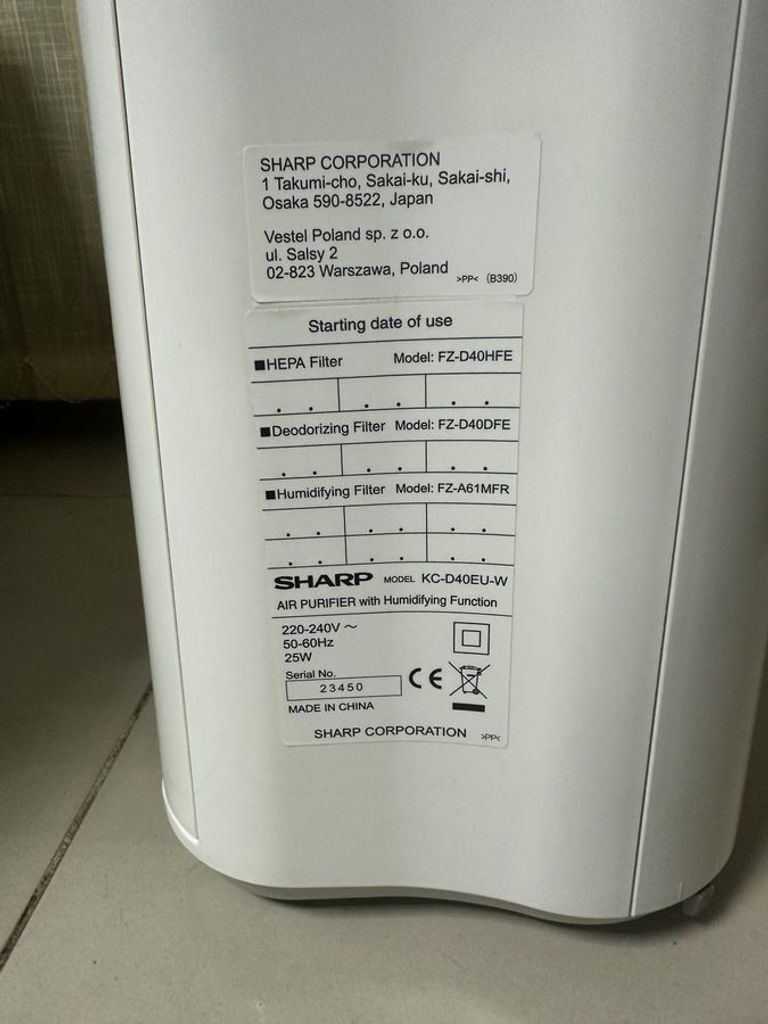 SHARP CORPORATION
1 Takumi-cho, Sakai-ku, Sakai-shi,
Osaka 590-8522, Japan
Vestel Poland sp. z o.o.
ul. Salsy 2
02-823 Warszawa, Poland >PP< (B390)
Starting date of use
■HEPA Filter Model: FZ-D40HFE
■Deodorizing Filter Model: FZ-D40DFE
■Humidifying Filter Model: FZ-A61MFR
SHARP MODEL KC-D40EU-W
AIR PURIFIER with Humidifying Function
220-240V ~
50-60Hz
25W
Serial No.
23450
CE
MADE IN CHINA
SHARP CORPORATION >PP<